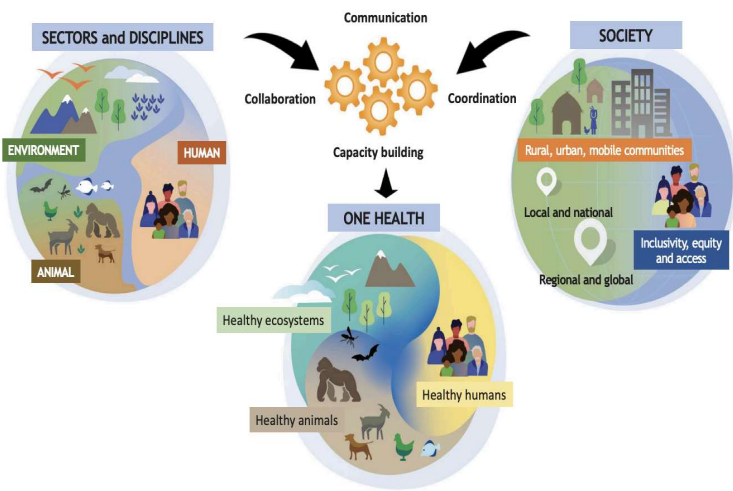 Communication
SECTORS and DISCIPLINES
SOCIETY
Collaboration
Coordination
ENVIRONMENT
HUMAN
Rural, urban, mobile communities
Capacity building
Local and national
ONE HEALTH
Inclusivity, equity
and access
ANIMAL
Regional and global
Healthy ecosystems
Healthy humans
Healthy animals